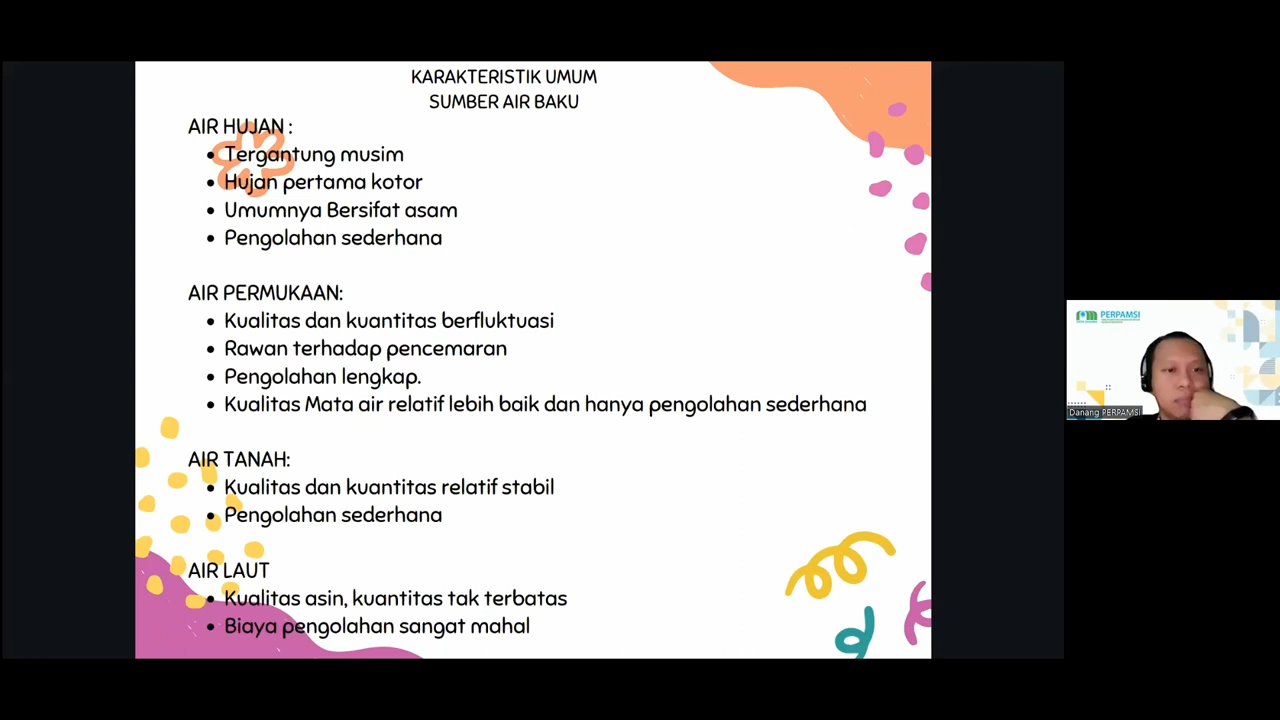 KARAKTERISTIK UMUM
SUMBER AIR BAKU
AIR HUJAN :
• Tergantung musim
• Hujan pertama kotor
• Umumnya Bersifat asam
• Pengolahan sederhana
AIR PERMUKAAN:
• Kualitas dan kuantitas berfluktuasi
• Rawan terhadap pencemaran
• Pengolahan lengkap.
• Kualitas Mata air relatif lebih baik dan hanya pengolahan sederhana
AIR TANAH:
• Kualitas dan kuantitas relatif stabil
• Pengolahan sederhana
AIR LAUT
• Kualitas asin, kuantitas tak terbatas
• Biaya pengolahan sangat mahal
PERPAMSI
Danang PERPAMSI